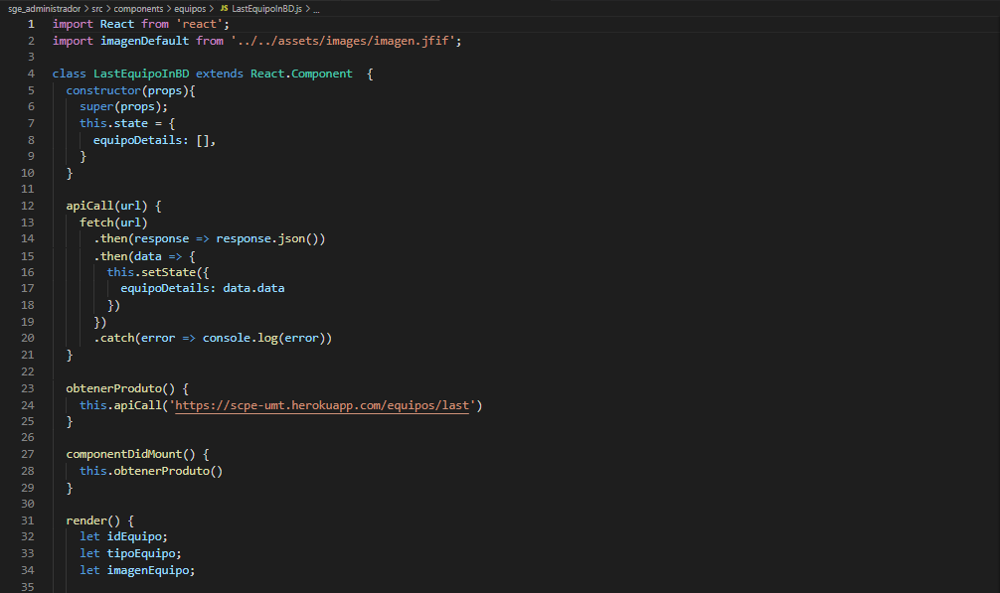 sge_administrador > src > components > equipos > JS LastEquipoInBD.js > ...
1 import React from 'react';
2 import imagenDefault from '../../assets/images/imagen.jfif';
3
4 class LastEquipoInBD extends React.Component  {
5   constructor(props){
6     super(props);
7     this.state = {
8       equipoDetails: [],
9     }
10   }
11
12   apiCall(url) {
13     fetch(url)
14       .then(response => response.json())
15       .then(data => {
16         this.setState({
17           equipoDetails: data.data
18         })
19       })
20       .catch(error => console.log(error))
21   }
22
23   obtenerProduto() {
24     this.apiCall('https://scpe-umt.herokuapp.com/equipos/last')
25   }
26
27   componentDidMount() {
28     this.obtenerProduto()
29   }
30
31   render() {
32     let idEquipo;
33     let tipoEquipo;
34     let imagenEquipo;
35